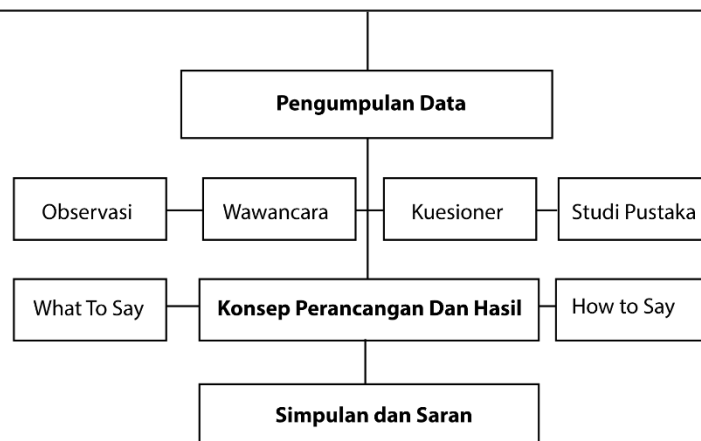 Pengumpulan Data
Observasi
Wawancara
Kuesioner
Studi Pustaka
What To Say
Konsep Perancangan Dan Hasil
How to Say
Simpulan dan Saran